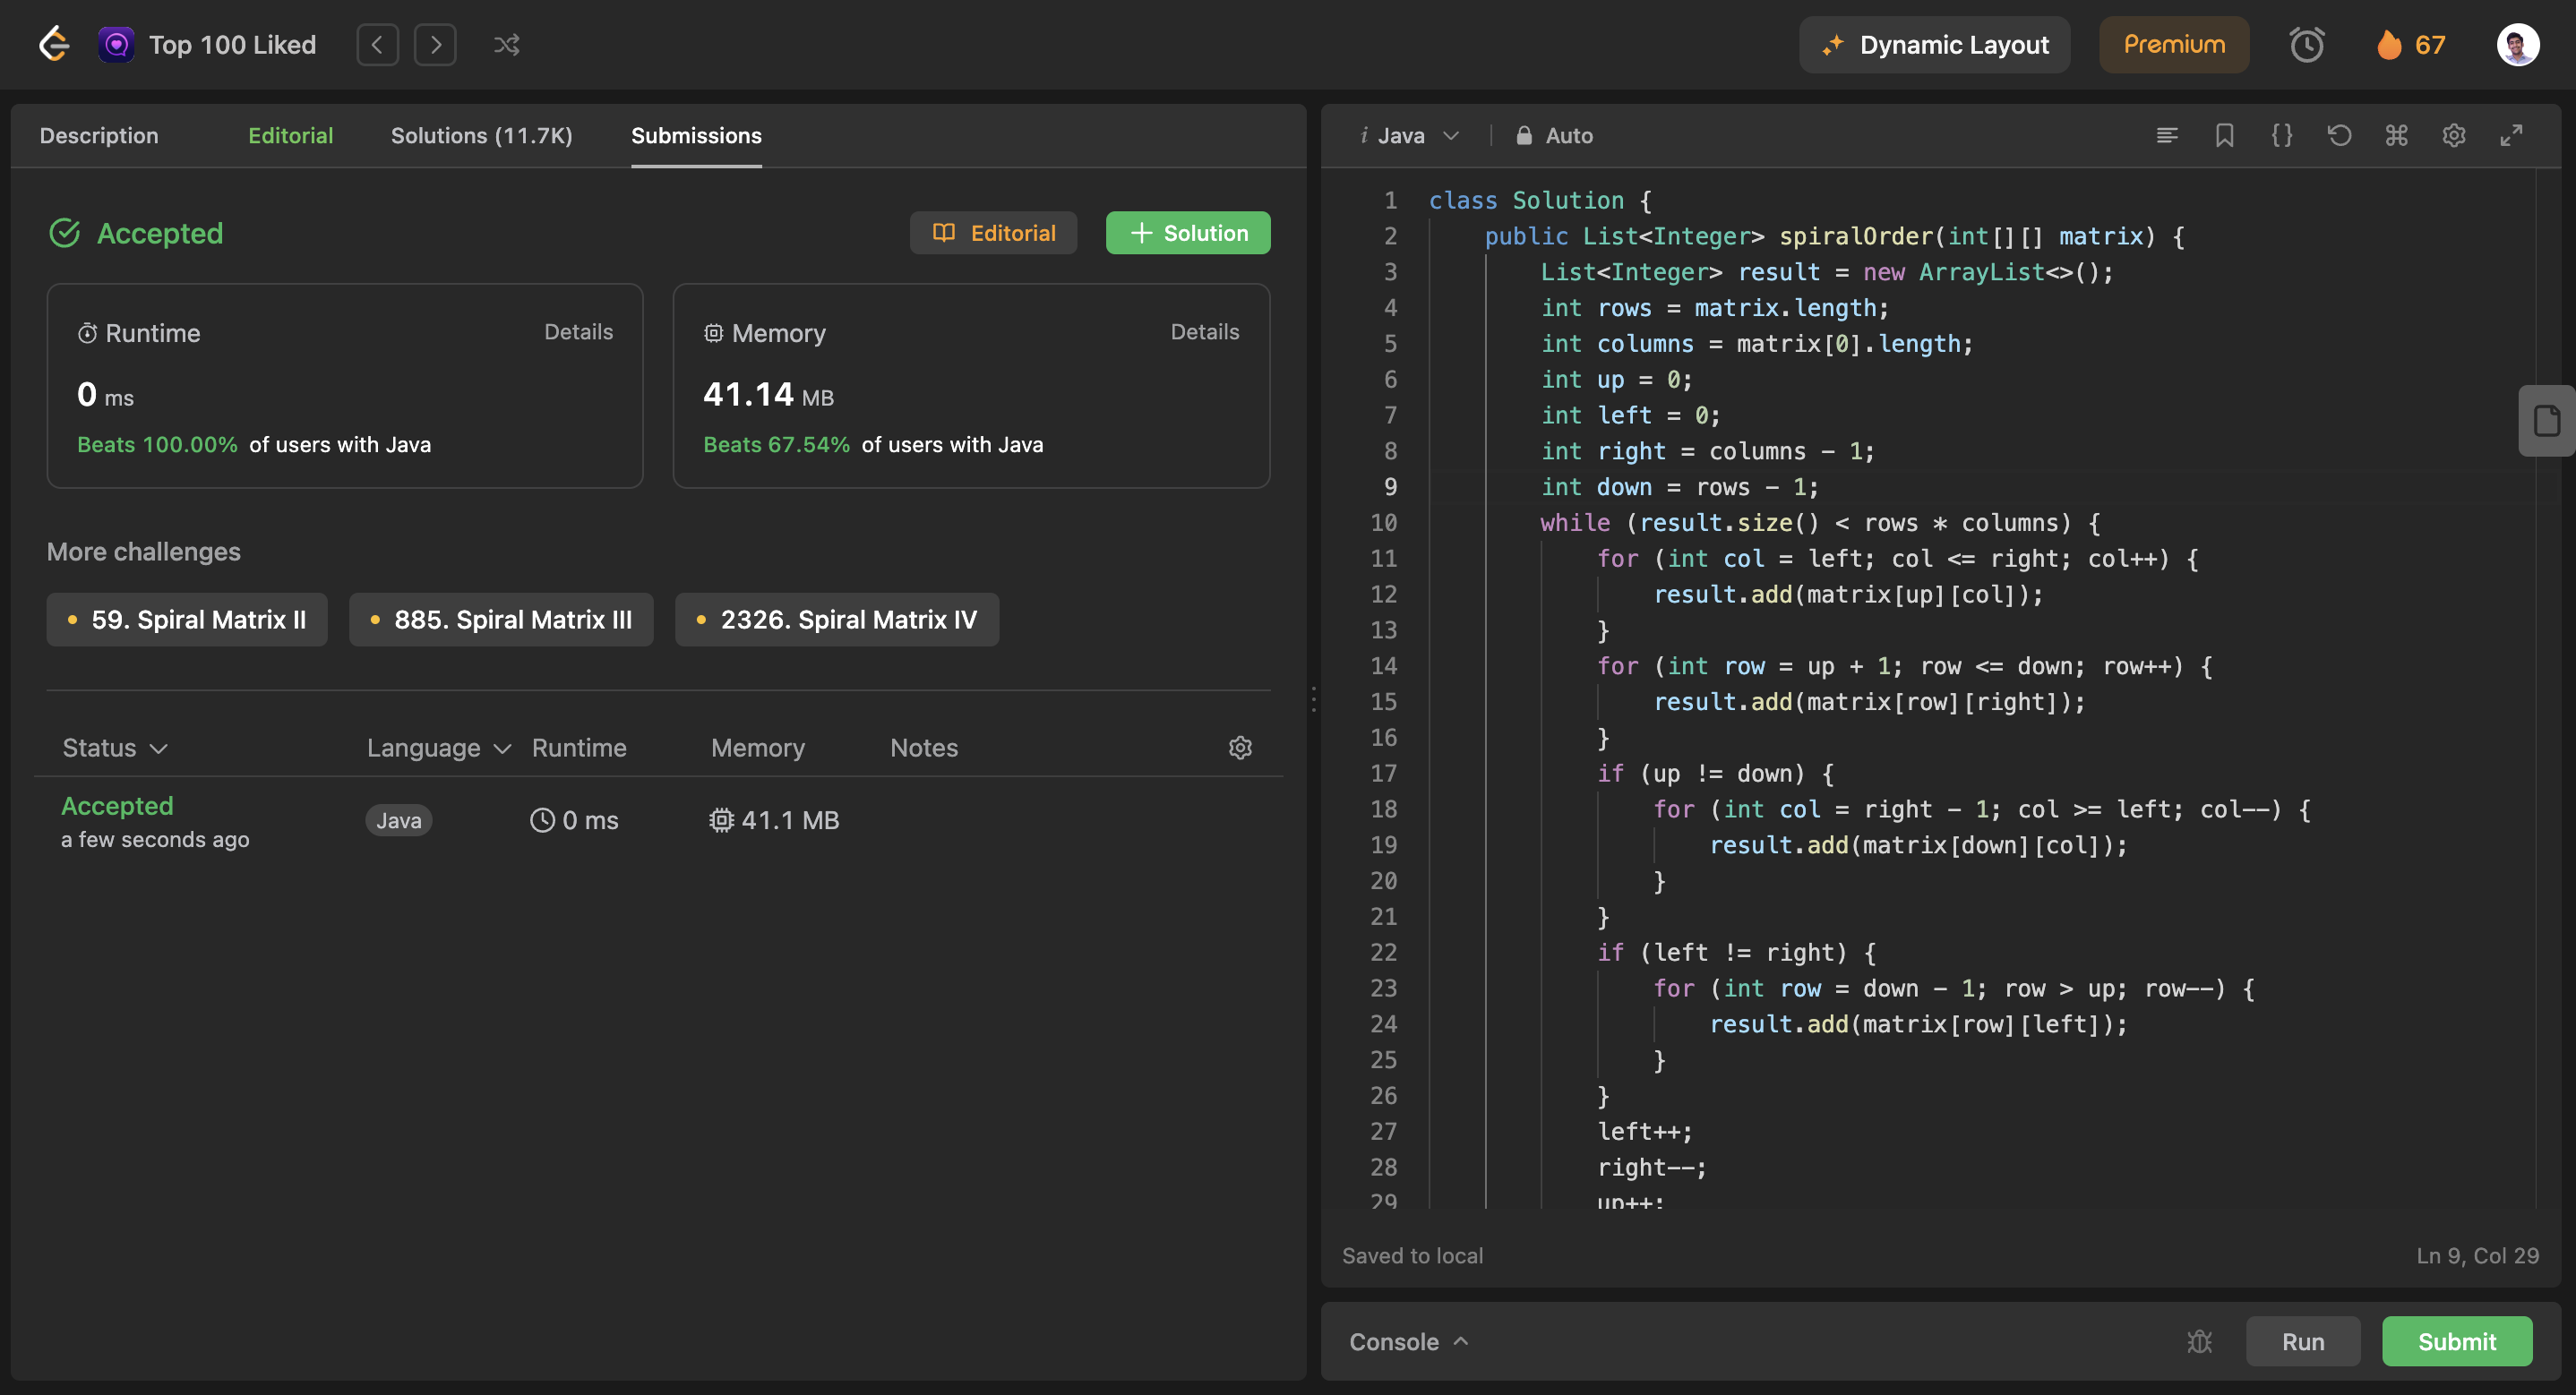 Top 100 Liked
Dynamic Layout
Premium
67
Description Editorial Solutions (11.7K) Submissions
Accepted
Editorial
Solution
Runtime Details
0 ms
Beats 100.00% of users with Java
Memory Details
41.14 MB
Beats 67.54% of users with Java
More challenges
59. Spiral Matrix II
885. Spiral Matrix III
2326. Spiral Matrix IV
Status Language Runtime Memory Notes
Accepted
a few seconds ago
Java 0 ms 41.1 MB
i Java Auto
1 class Solution {
2     public List<Integer> spiralOrder(int[][] matrix) {
3         List<Integer> result = new ArrayList<>();
4         int rows = matrix.length;
5         int columns = matrix[0].length;
6         int up = 0;
7         int left = 0;
8         int right = columns - 1;
9         int down = rows - 1;
10         while (result.size() < rows * columns) {
11             for (int col = left; col <= right; col++) {
12                 result.add(matrix[up][col]);
13             }
14             for (int row = up + 1; row <= down; row++) {
15                 result.add(matrix[row][right]);
16             }
17             if (up != down) {
18                 for (int col = right - 1; col >= left; col--) {
19                     result.add(matrix[down][col]);
20                 }
21             }
22             if (left != right) {
23                 for (int row = down - 1; row > up; row--) {
24                     result.add(matrix[row][left]);
25                 }
26             }
27             left++;
28             right--;
29             up++;
Saved to local Ln 9, Col 29
Console Run Submit